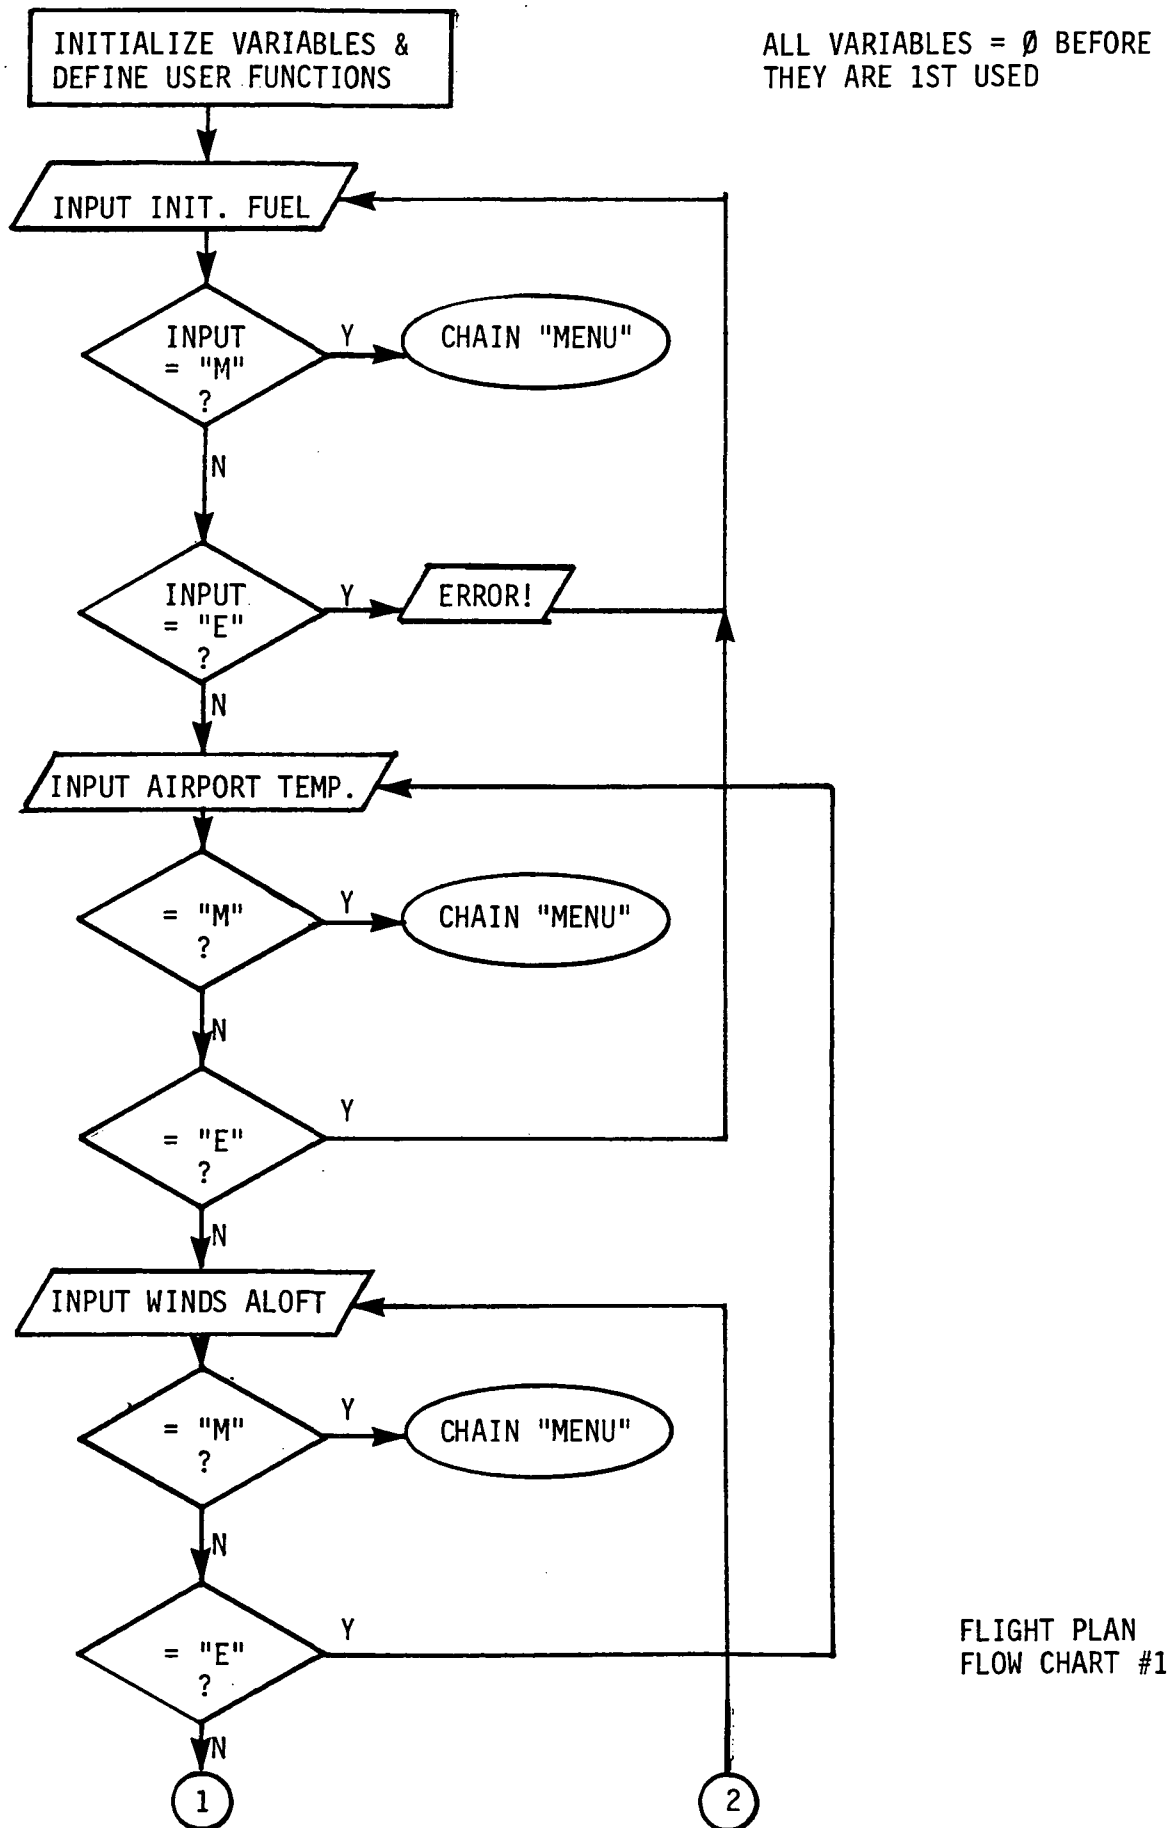 INITIALIZE VARIABLES &
DEFINE USER FUNCTIONS
ALL VARIABLES = Ø BEFORE
THEY ARE 1ST USED
INPUT INIT. FUEL
INPUT
= "M"
?
Y
CHAIN "MENU"
N
INPUT
= "E"
?
Y
ERROR!
N
INPUT AIRPORT TEMP.
= "M"
?
Y
CHAIN "MENU"
N
= "E"
?
Y
N
INPUT WINDS ALOFT
= "M"
?
Y
CHAIN "MENU"
N
= "E"
?
Y
N
FLIGHT PLAN
FLOW CHART #1
1
2